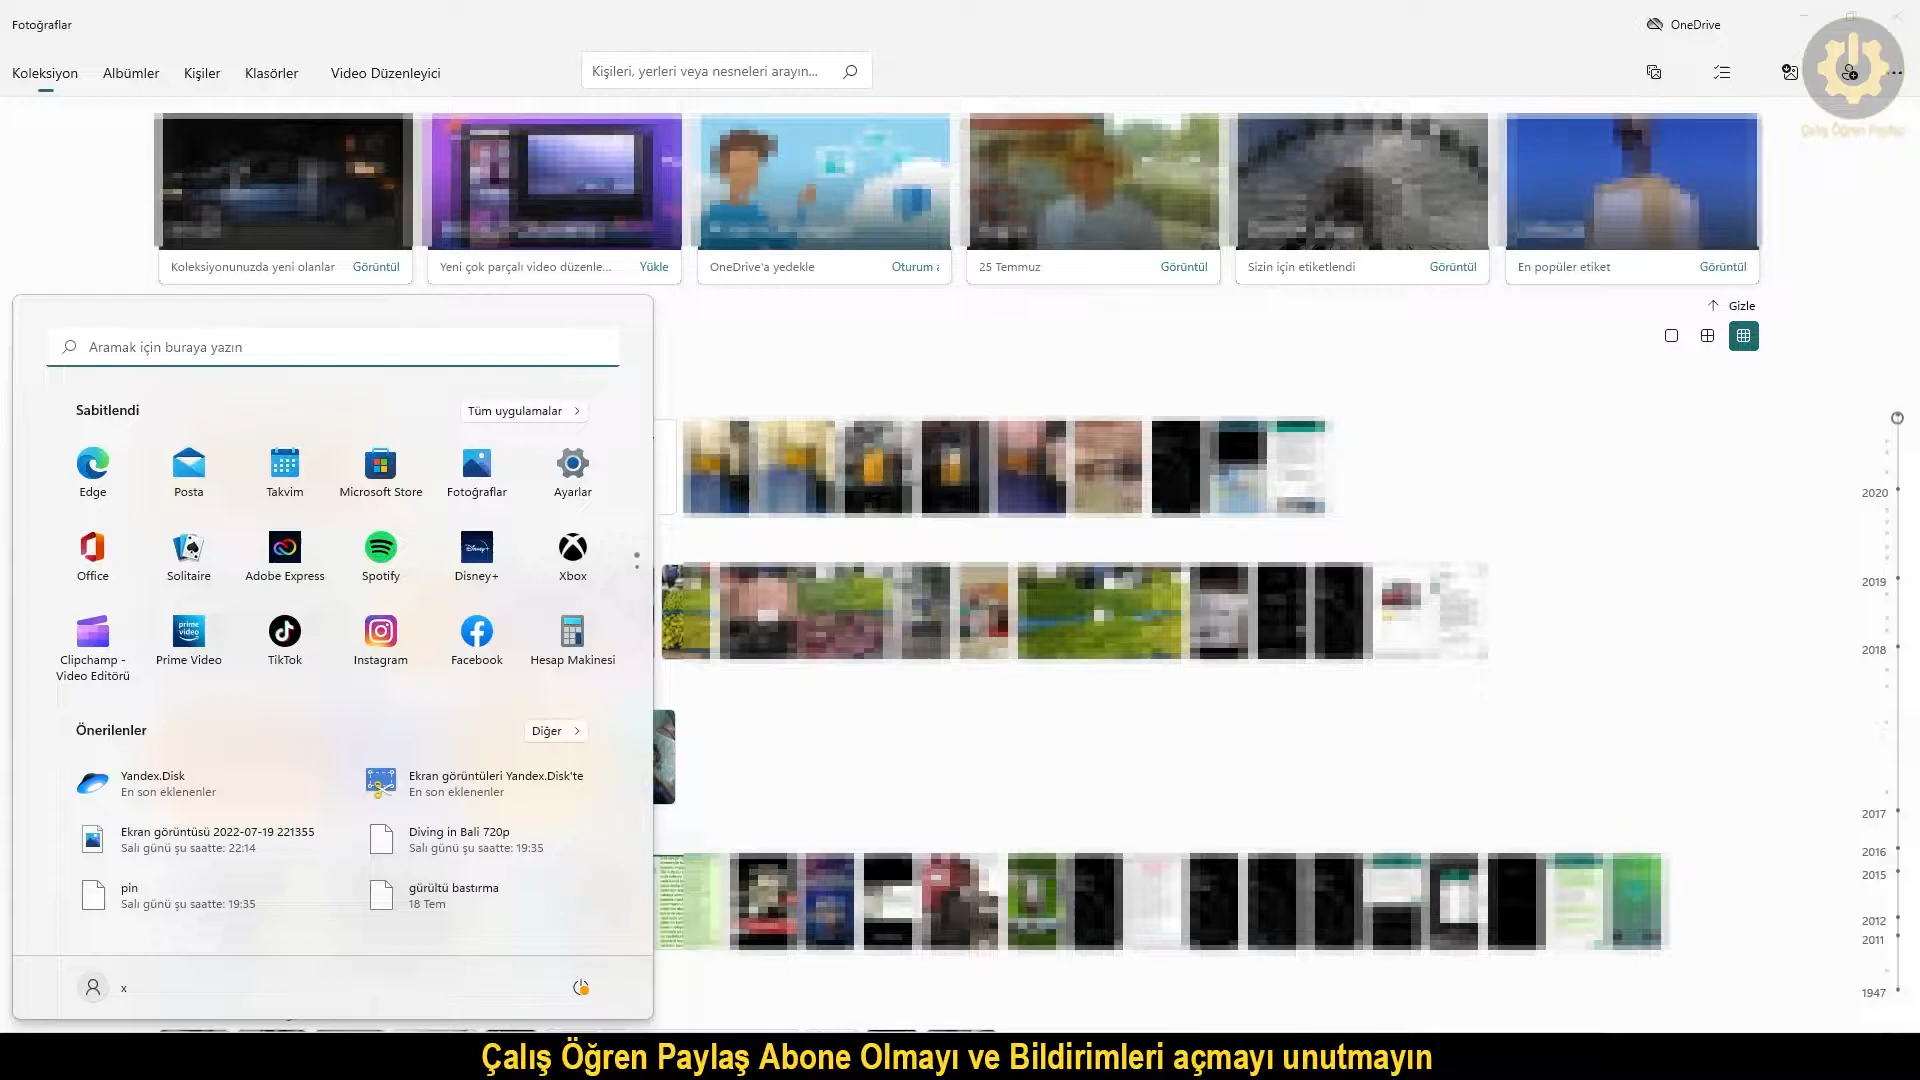 Fotoğraflar
OneDrive
Koleksiyon
Albümler
Kişiler
Klasörler
Video Düzenleyici
Kişileri, yerleri veya nesneleri arayın...
Çalış Öğren Paylaş
Koleksiyonunuzda yeni olanlar
Görüntül
Yeni çok parçalı video düzenle...
Yükle
OneDrive'a yedekle
Oturum a
25 Temmuz
Görüntül
Sizin için etiketlendi
Görüntül
En popüler etiket
Görüntül
Gizle
Aramak için buraya yazın
Sabitlendi
Tüm uygulamalar
Edge
Posta
Takvim
Microsoft Store
Fotoğraflar
Ayarlar
Office
Solitaire
Adobe Express
Spotify
Disney+
Disney+
Xbox
prime
video
Clipchamp -
Video Editörü
Prime Video
TikTok
Instagram
Facebook
Hesap Makinesi
Önerilenler
Diğer
Yandex.Disk
En son eklenenler
Ekran görüntüleri Yandex.Disk'te
En son eklenenler
Ekran görüntüsü 2022-07-19 221355
Salı günü şu saatte: 22:14
Diving in Bali 720p
Salı günü şu saatte: 19:35
pin
Salı günü şu saatte: 19:35
gürültü bastırma
18 Tem
x
2020
2019
2018
2017
2016
2015
2012
2011
1947
Çalış Öğren Paylaş Abone Olmayı ve Bildirimleri açmayı unutmayın